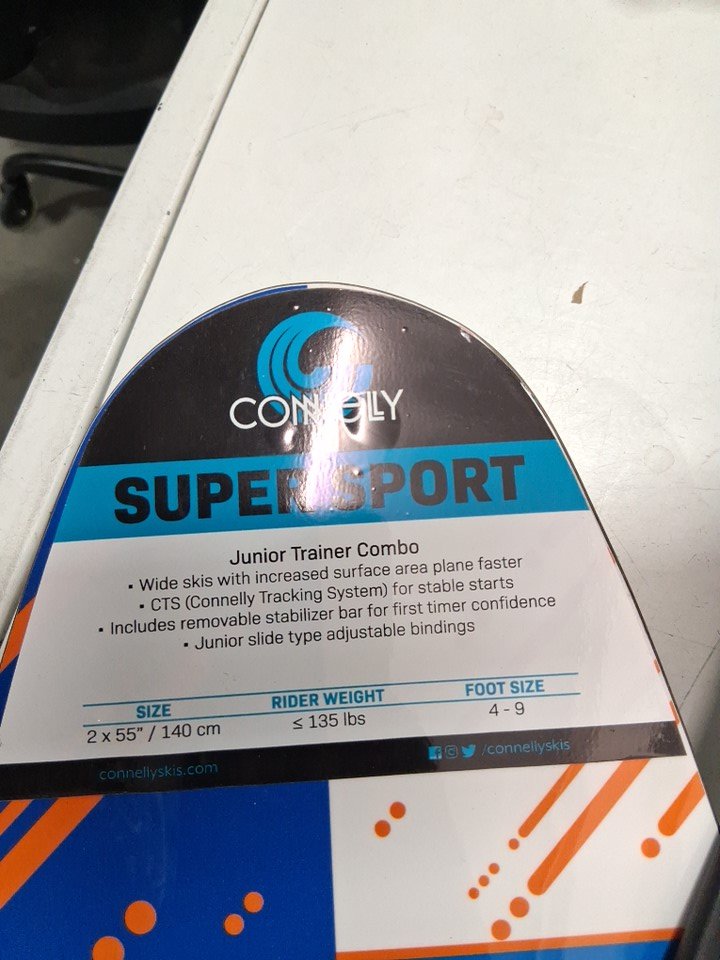 CONNELLY
SUPER SPORT
Junior Trainer Combo
▪ Wide skis with increased surface area plane faster
▪ CTS (Connelly Tracking System) for stable starts
▪ Includes removable stabilizer bar for first timer confidence
▪ Junior slide type adjustable bindings
SIZE RIDER WEIGHT FOOT SIZE
2 x 55" / 140 cm ≤ 135 lbs 4 - 9
connellyskis.com /connellyskis